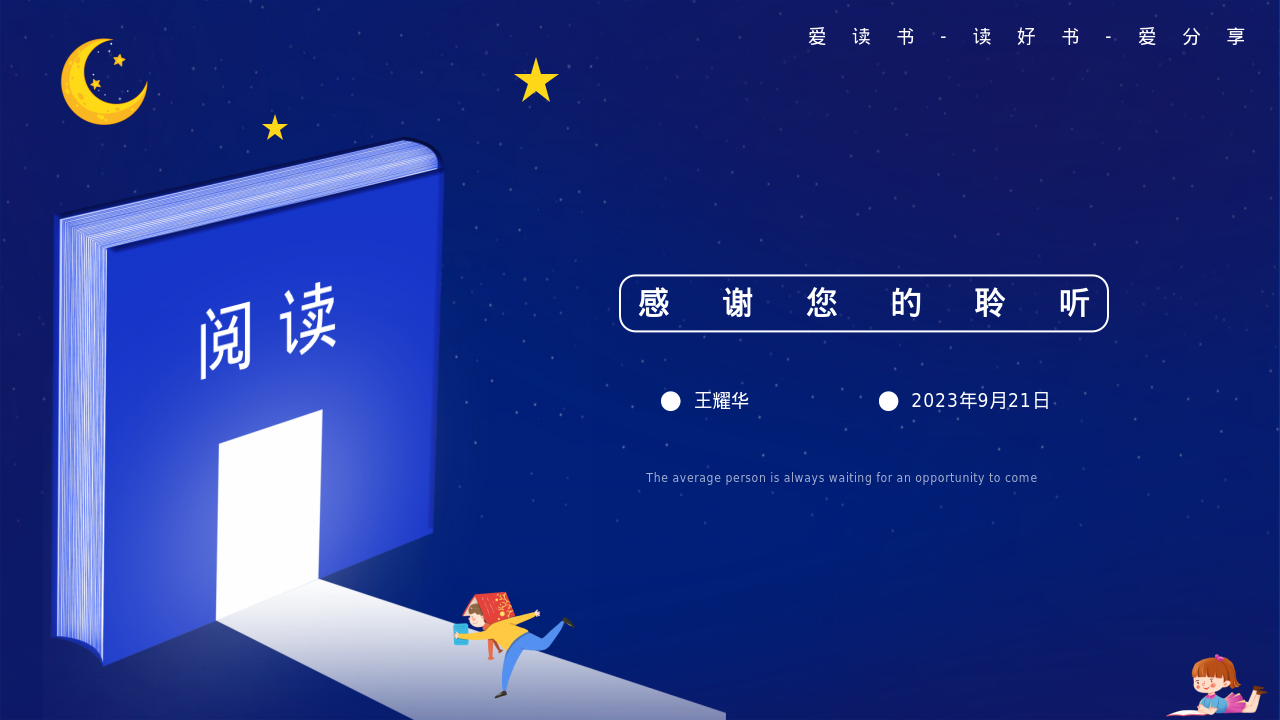 爱读书-读好书-爱分享
阅读
感谢您的聆听
王耀华
2023年9月21日
The average person is always waiting for an opportunity to come